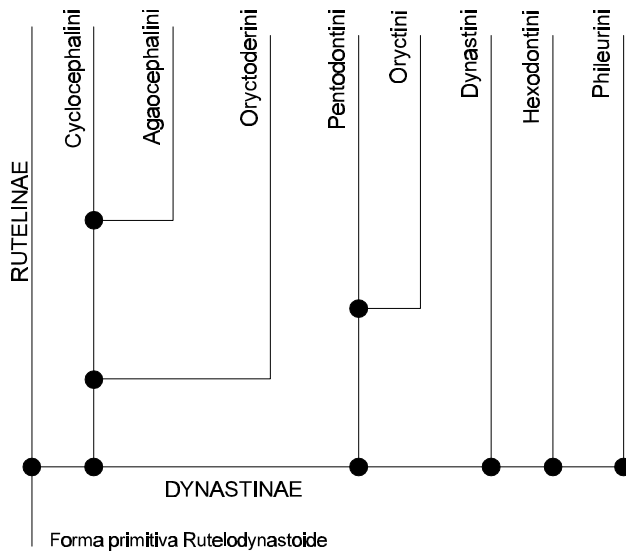 RUTELINAE
Cyclocephalini
Agaocephalini
Oryctoderini
Pentodontini
Oryctini
Dynastini
Hexodontini
Phileurini
DYNASTINAE
Forma primitiva Rutelodynastoide